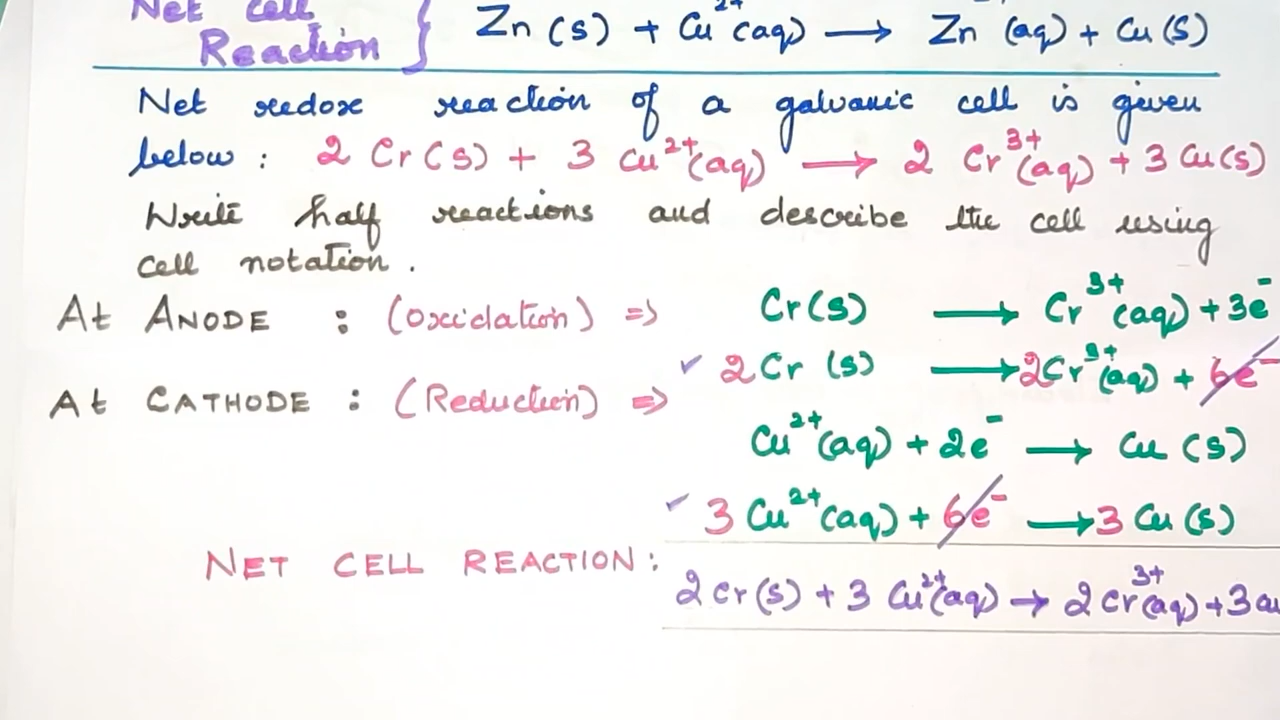 Net cell
Reaction } Zn (s) + Cu²⁺(aq) ⟶ Zn (aq) + Cu (s)
Net redox reaction of a galvanic cell is given
below : 2 Cr(s) + 3 Cu²⁺(aq) ⟶ 2 Cr³⁺(aq) + 3 Cu(s)
Write half reactions and describe the cell using
cell notation .
At ANODE : (Oxidation) => Cr(s) ⟶ Cr³⁺(aq) + 3e⁻
✓ 2Cr (s) ⟶ 2Cr³⁺(aq) + 6e⁻
At CATHODE : (Reduction) =>
Cu²⁺(aq) + 2e⁻ ⟶ Cu (s)
✓ 3 Cu²⁺(aq) + 6e⁻ ⟶ 3 Cu (s)
NET CELL REACTION :
2 Cr(s) + 3 Cu²⁺(aq) → 2 Cr³⁺(aq) + 3 Cu